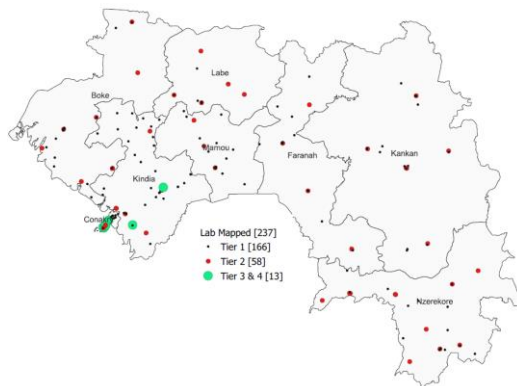 Labe
Boke
Mamou
Faranah
Kankan
Kindia
Conakry
Lab Mapped [237]
Tier 1 [166]
Tier 2 [58]
Tier 3 & 4 [13]
Nzerekore